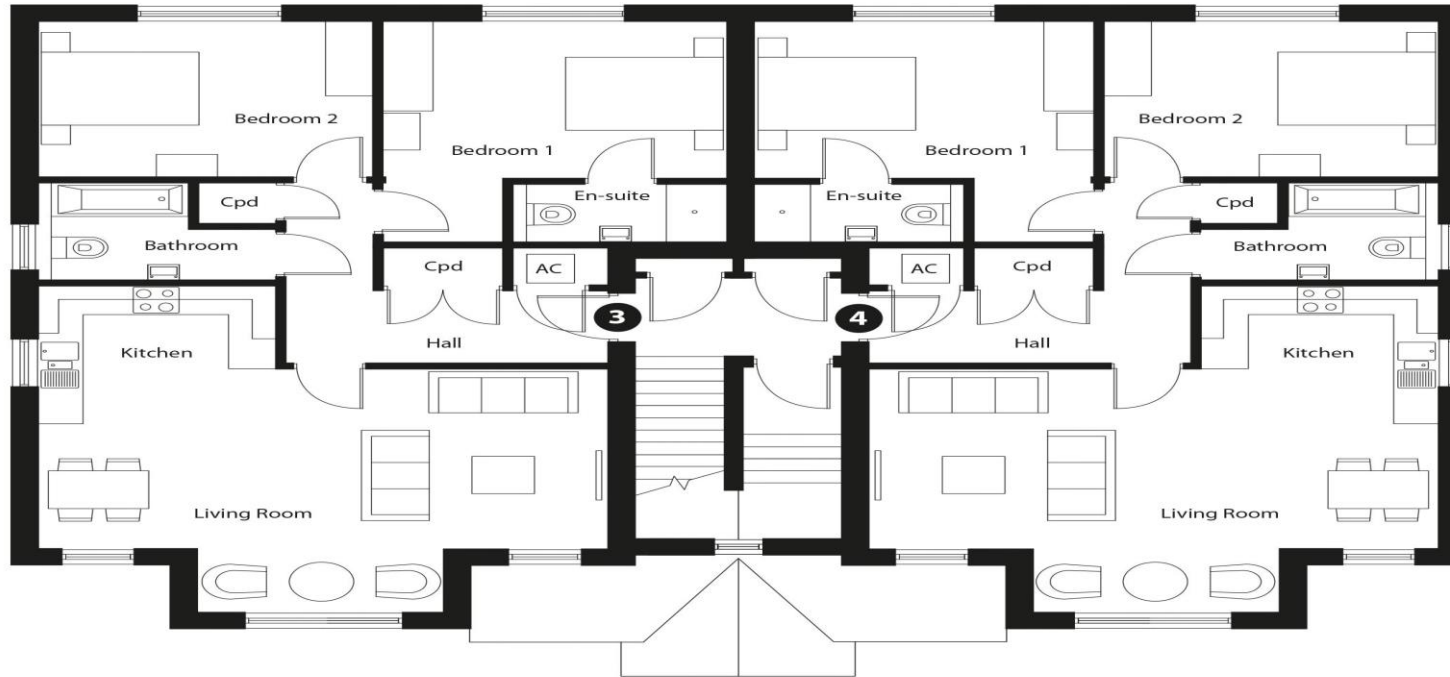 Bedroom 2
Bedroom 1
Bedroom 1
Bedroom 2
Cpd
En-suite
En-suite
Cpd
Bathroom
Bathroom
Cpd
AC
AC
Cpd
3
4
Kitchen
Hall
Hall
Kitchen
Living Room
Living Room